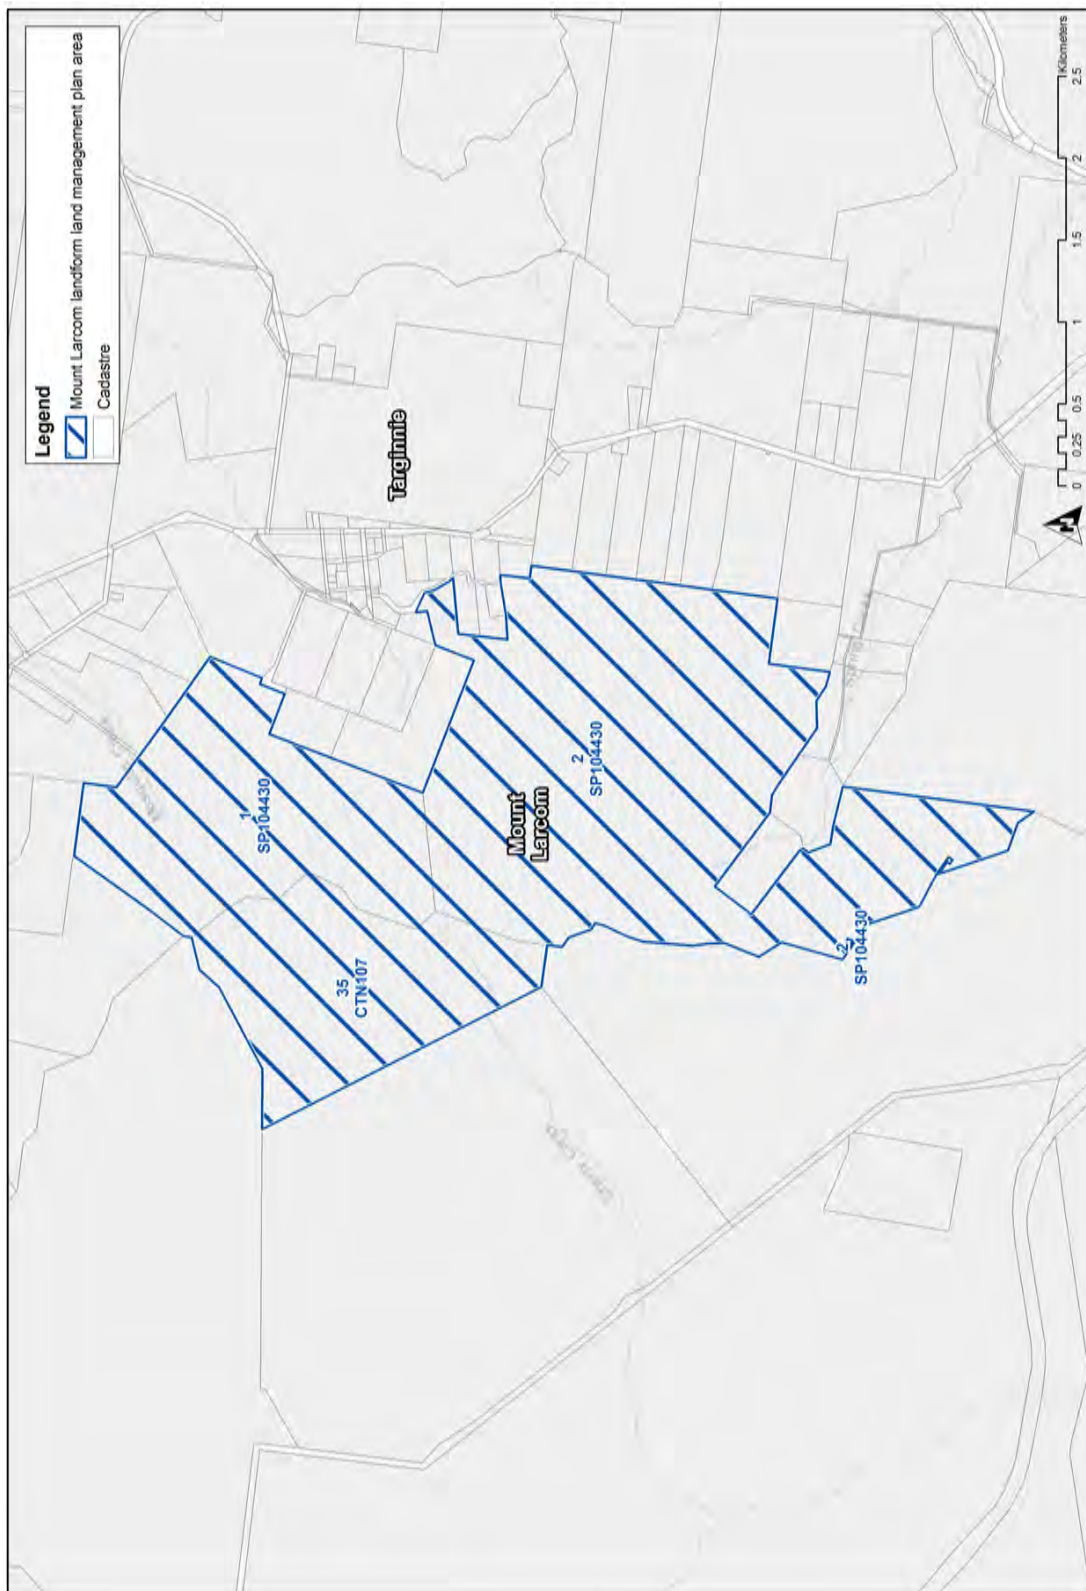 Legend
Mount Larcom landform land management plan area
Cadastre
Targinnie
1
SP104430
35
CTN107
2
SP104430
Mount
Larcom
2
SP104430
N
0 0.25 0.5 1 1.5 2 2.5
Kilometers